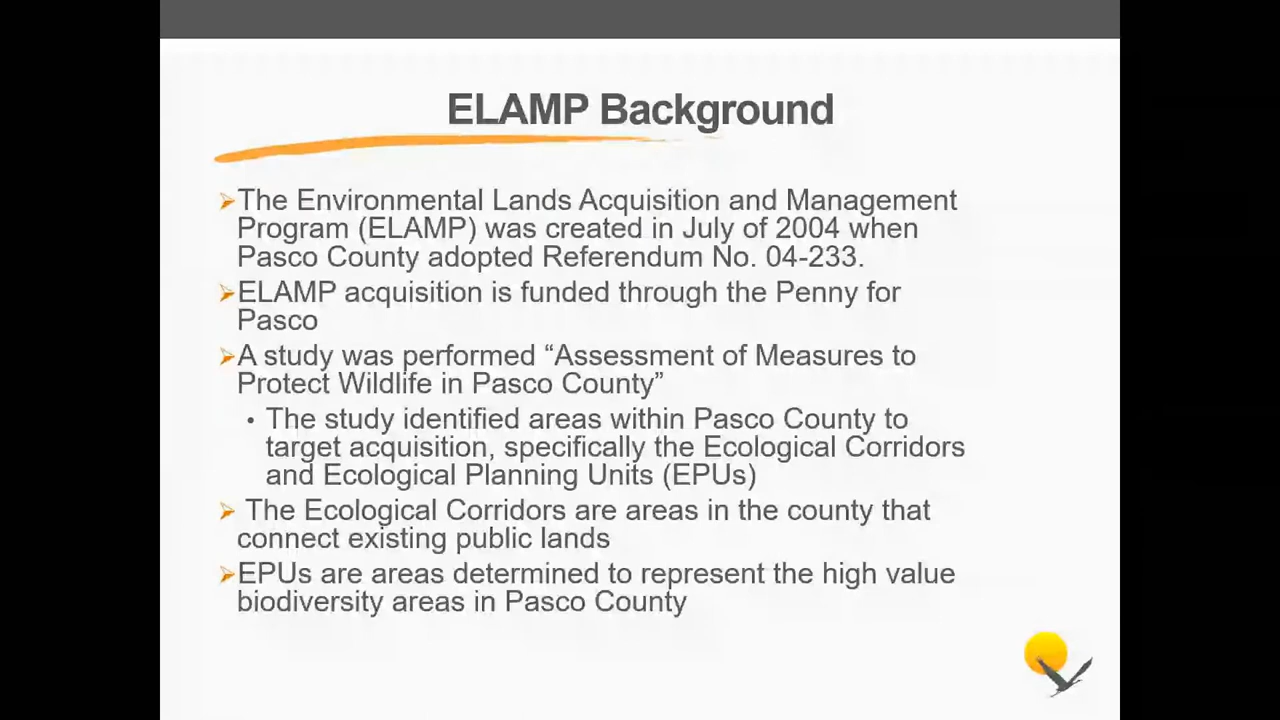 ELAMP Background
The Environmental Lands Acquisition and Management
Program (ELAMP) was created in July of 2004 when
Pasco County adopted Referendum No. 04-233.
ELAMP acquisition is funded through the Penny for
Pasco
A study was performed “Assessment of Measures to
Protect Wildlife in Pasco County”
• The study identified areas within Pasco County to
target acquisition, specifically the Ecological Corridors
and Ecological Planning Units (EPUs)
The Ecological Corridors are areas in the county that
connect existing public lands
EPUs are areas determined to represent the high value
biodiversity areas in Pasco County